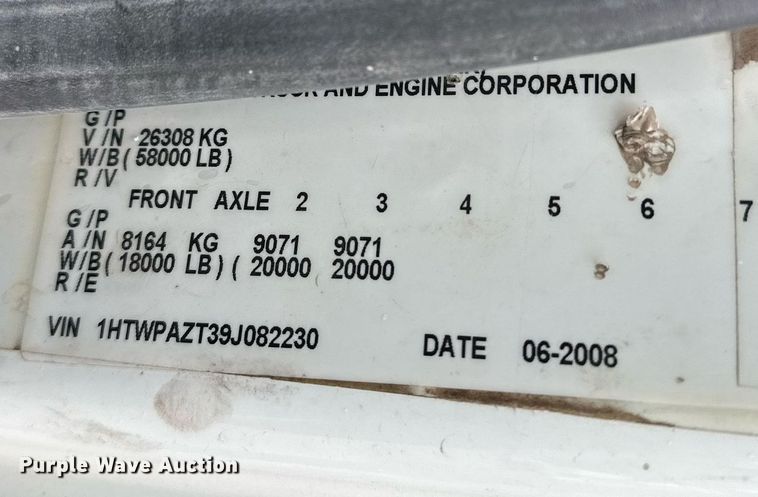 AND ENGINE CORPORATION
G/P
V/N 26308 KG
W/B (58000 LB)
R/V
FRONT AXLE 2 3 4 5 6 7
G/P
A/N 8164 KG 9071 9071
W/B (18000 LB) ( 20000 20000
R/E
VIN 1HTWPAZT39J082230 DATE 06-2008
Purple Wave Auction